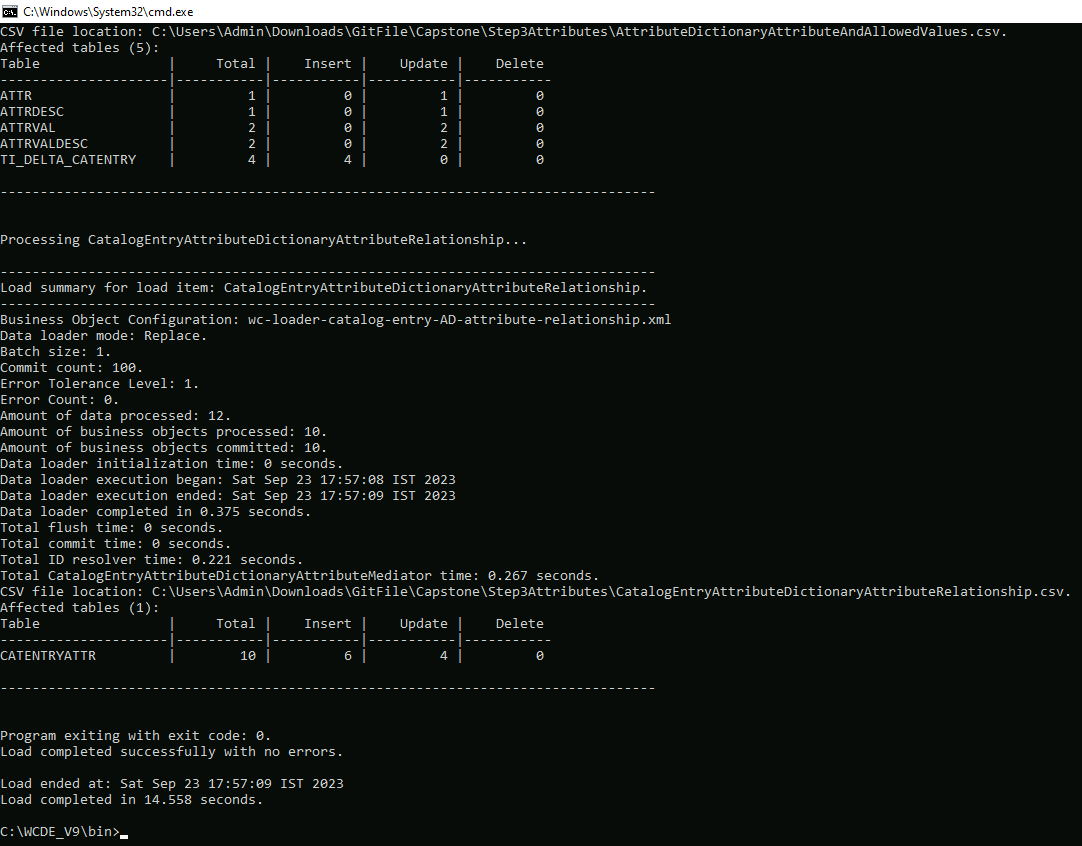 C:\Windows\System32\cmd.exe
CSV file location: C:\Users\Admin\Downloads\GitFile\Capstone\Step3Attributes\AttributeDictionaryAttributeAndAllowedValues.csv.
Affected tables (5):
Table                |     Total |    Insert |    Update |    Delete
---------------------|-----------|-----------|-----------|-----------
ATTR                 |         1 |         0 |         1 |         0
ATTRDESC             |         1 |         0 |         1 |         0
ATTRVAL              |         2 |         0 |         2 |         0
ATTRVALDESC          |         2 |         0 |         2 |         0
TI_DELTA_CATENTRY    |         4 |         4 |         0 |         0
----------------------------------------------------------------------------------
Processing CatalogEntryAttributeDictionaryAttributeRelationship...
----------------------------------------------------------------------------------
Load summary for load item: CatalogEntryAttributeDictionaryAttributeRelationship.
----------------------------------------------------------------------------------
Business Object Configuration: wc-loader-catalog-entry-AD-attribute-relationship.xml
Data loader mode: Replace.
Batch size: 1.
Commit count: 100.
Error Tolerance Level: 1.
Error Count: 0.
Amount of data processed: 12.
Amount of business objects processed: 10.
Amount of business objects committed: 10.
Data loader initialization time: 0 seconds.
Data loader execution began: Sat Sep 23 17:57:08 IST 2023
Data loader execution ended: Sat Sep 23 17:57:09 IST 2023
Data loader completed in 0.375 seconds.
Total flush time: 0 seconds.
Total commit time: 0 seconds.
Total ID resolver time: 0.221 seconds.
Total CatalogEntryAttributeDictionaryAttributeMediator time: 0.267 seconds.
CSV file location: C:\Users\Admin\Downloads\GitFile\Capstone\Step3Attributes\CatalogEntryAttributeDictionaryAttributeRelationship.csv.
Affected tables (1):
Table                |     Total |    Insert |    Update |    Delete
---------------------|-----------|-----------|-----------|-----------
CATENTRYATTR         |        10 |         6 |         4 |         0
----------------------------------------------------------------------------------
Program exiting with exit code: 0.
Load completed successfully with no errors.
Load ended at: Sat Sep 23 17:57:09 IST 2023
Load completed in 14.558 seconds.
C:\WCDE_V9\bin>